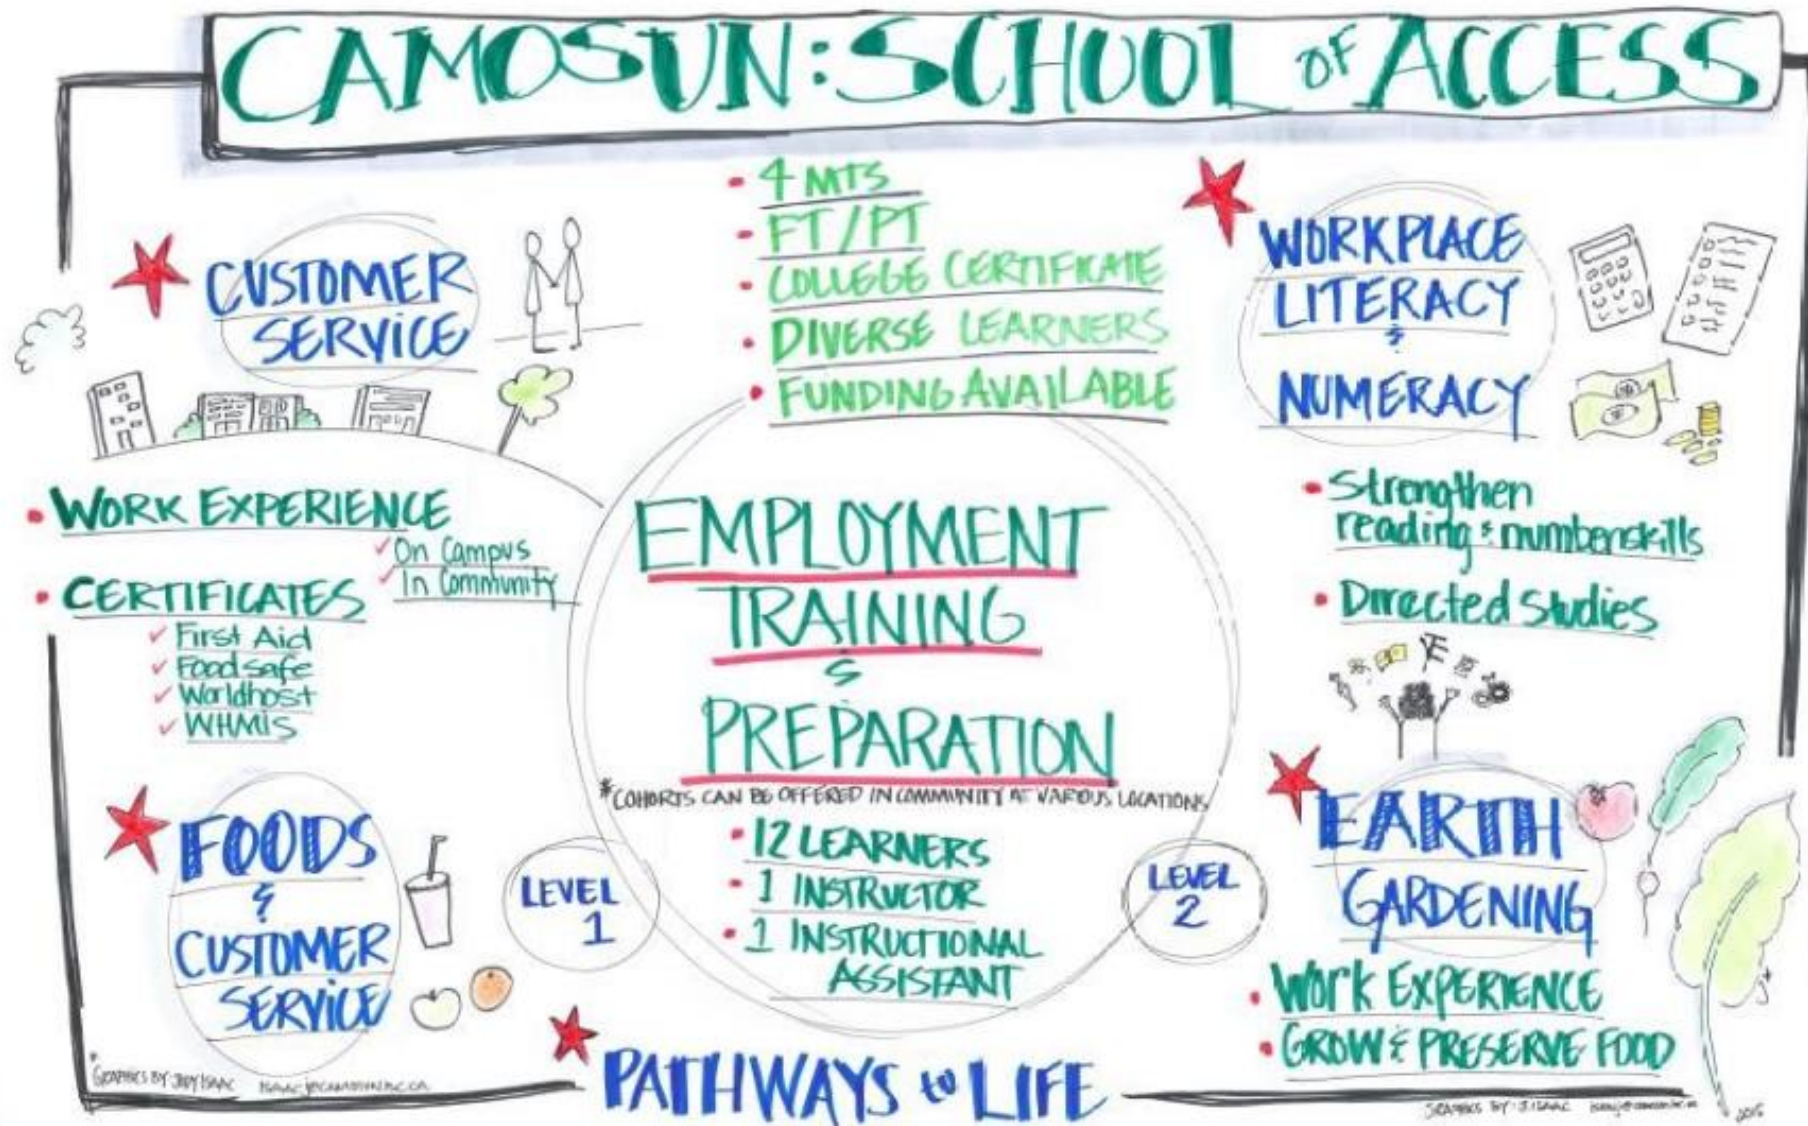 CAMOSUN: SCHOOL OF ACCESS
• 4 MTS
• FT/PT
• COLLEGE CERTIFICATE
• DIVERSE LEARNERS
• FUNDING AVAILABLE
CUSTOMER
SERVICE
WORKPLACE
LITERACY
&
NUMERACY
• Strengthen
reading & number skills
• Directed Studies
• WORK EXPERIENCE
✓ On Campus
✓ In Community
• CERTIFICATES
✓ First Aid
✓ Foodsafe
✓ Worldhost
✓ WHMIS
EMPLOYMENT
TRAINING
&
PREPARATION
*COHORTS CAN BE OFFERED IN COMMUNITY AT VARIOUS LOCATIONS
• 12 LEARNERS
• 1 INSTRUCTOR
• 1 INSTRUCTIONAL
ASSISTANT
LEVEL
1
LEVEL
2
FOODS
&
CUSTOMER
SERVICE
EARTH
GARDENING
• WORK EXPERIENCE
• GROW & PRESERVE FOOD
PATHWAYS to LIFE
GRAPHICS BY: JUDY ISAAC
GRAPHICS BY: J. ISAAC
2015